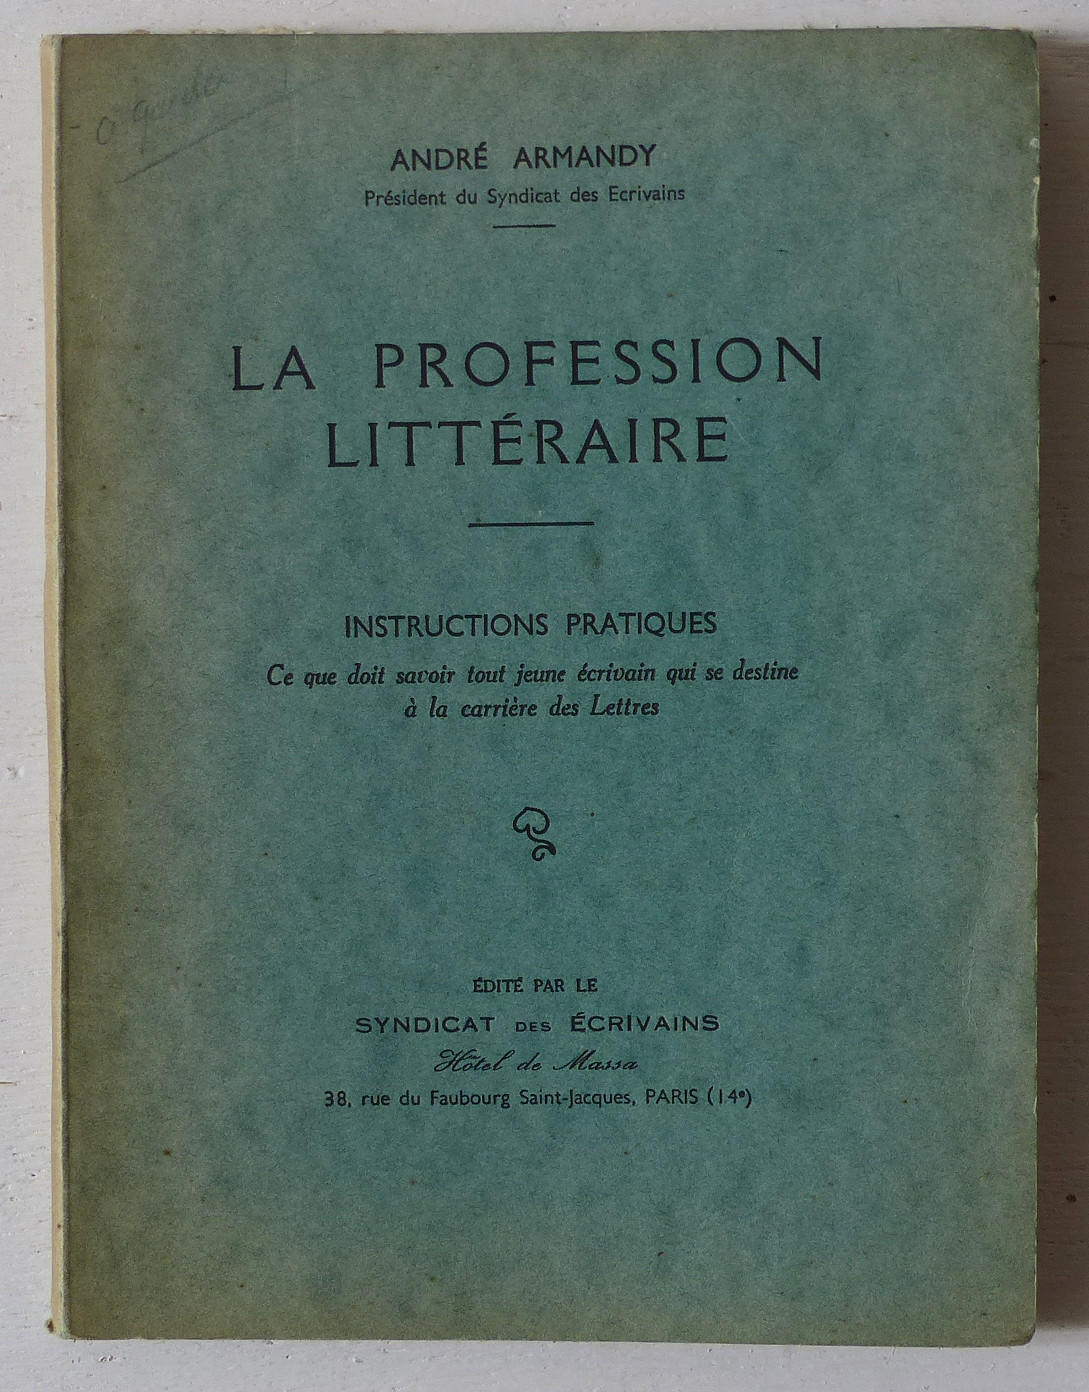 à garder
ANDRÉ ARMANDY
Président du Syndicat des Ecrivains
LA PROFESSION
LITTÉRAIRE
INSTRUCTIONS PRATIQUES
Ce que doit savoir tout jeune écrivain qui se destine
à la carrière des Lettres
ÉDITÉ PAR LE
SYNDICAT DES ÉCRIVAINS
Hôtel de Massa
38, rue du Faubourg Saint-Jacques, PARIS (14e)